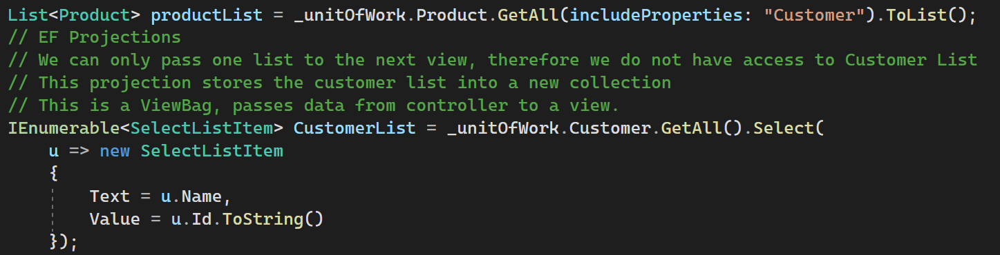 List<Product> productList = _unitOfWork.Product.GetAll(includeProperties: "Customer").ToList();
// EF Projections
// We can only pass one list to the next view, therefore we do not have access to Customer List
// This projection stores the customer list into a new collection
// This is a ViewBag, passes data from controller to a view.
IEnumerable<SelectListItem> CustomerList = _unitOfWork.Customer.GetAll().Select(
    u => new SelectListItem
    {
        Text = u.Name,
        Value = u.Id.ToString()
    });